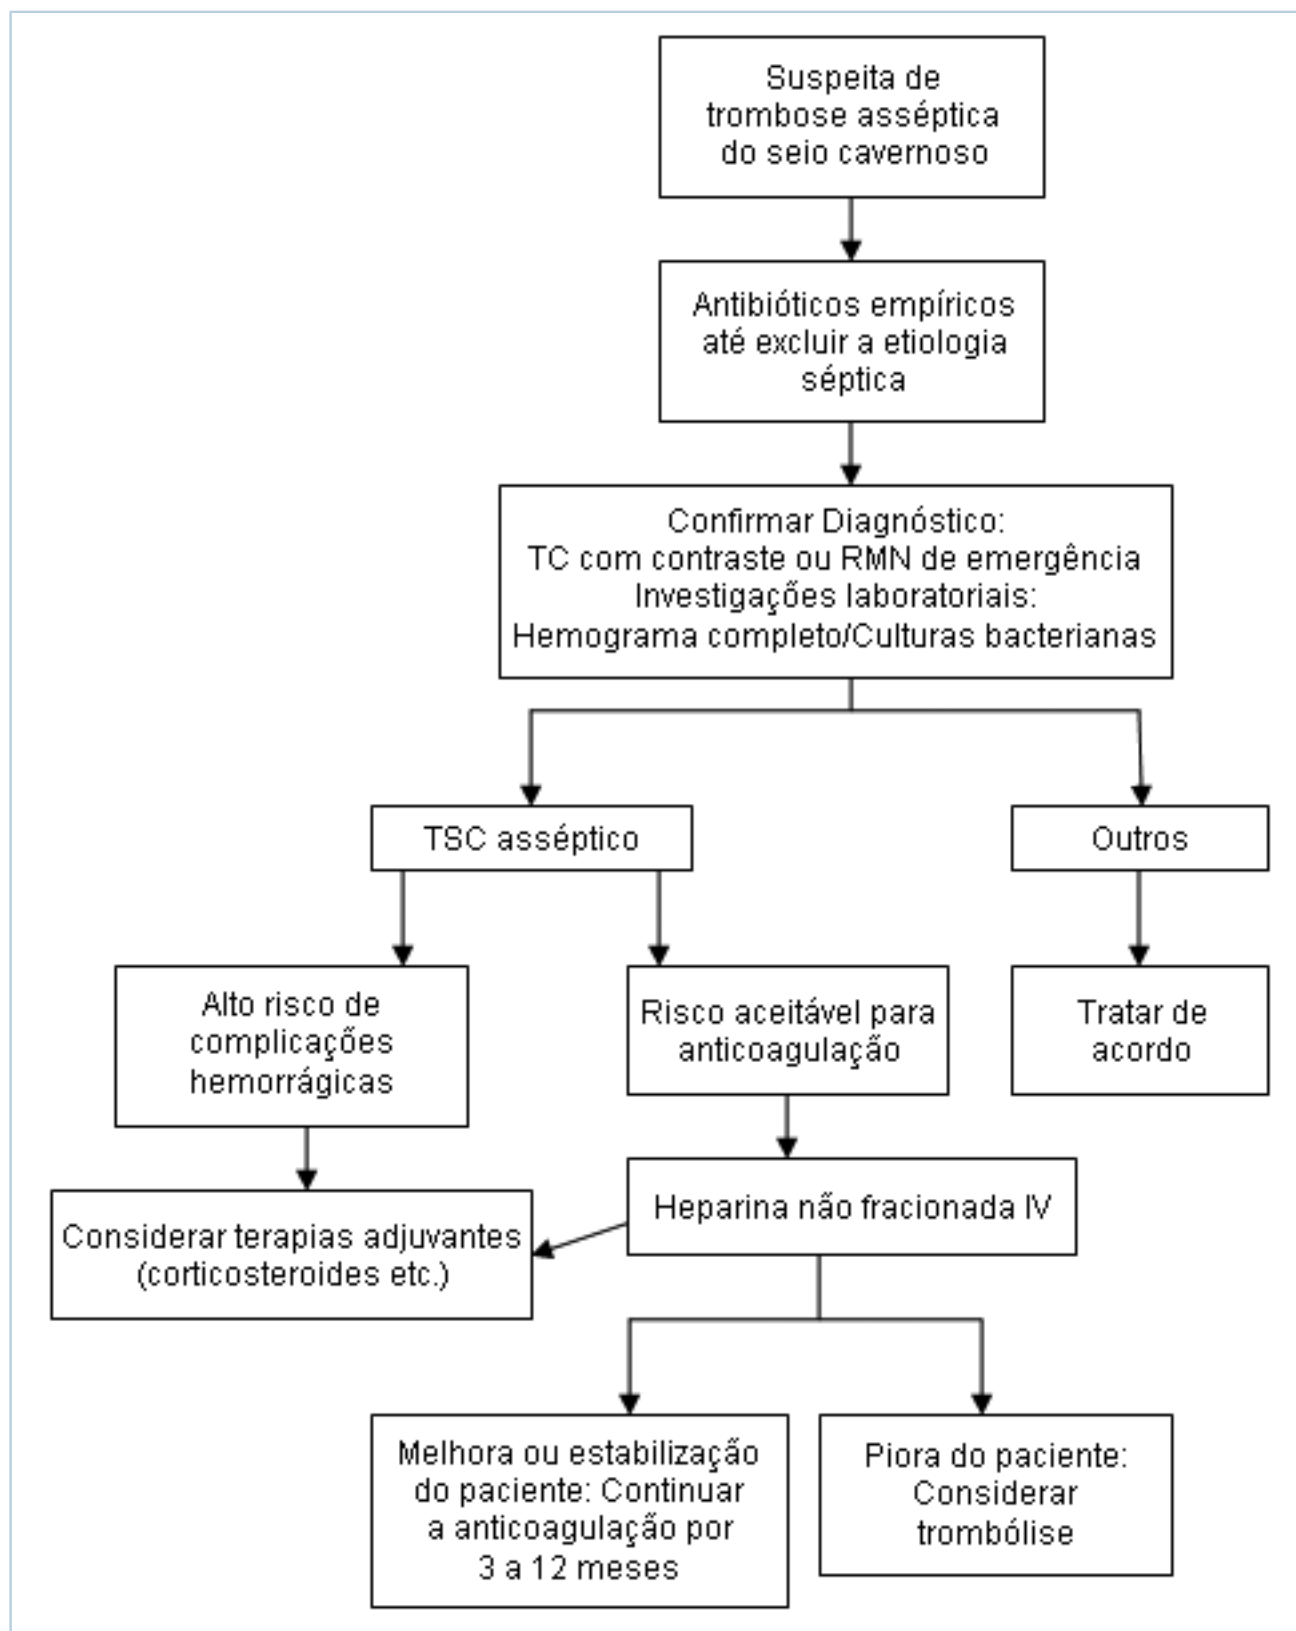 Suspeita de
trombose asséptica
do seio cavernoso
Antibióticos empíricos
até excluir a etiologia
séptica
Confirmar Diagnóstico:
TC com contraste ou RMN de emergência
Investigações laboratoriais:
Hemograma completo/Culturas bacterianas
TSC asséptico
Outros
Alto risco de
complicações
hemorrágicas
Risco aceitável para
anticoagulação
Tratar de
acordo
Considerar terapias adjuvantes
(corticosteroides etc.)
Heparina não fracionada IV
Melhora ou estabilização
do paciente: Continuar
a anticoagulação por
3 a 12 meses
Piora do paciente:
Considerar
trombólise